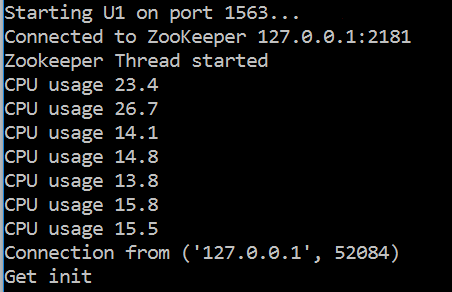 Starting U1 on port 1563...
Connected to ZooKeeper 127.0.0.1:2181
Zookeeper Thread started
CPU usage 23.4
CPU usage 26.7
CPU usage 14.1
CPU usage 14.8
CPU usage 13.8
CPU usage 15.8
CPU usage 15.5
Connection from ('127.0.0.1', 52084)
Get init